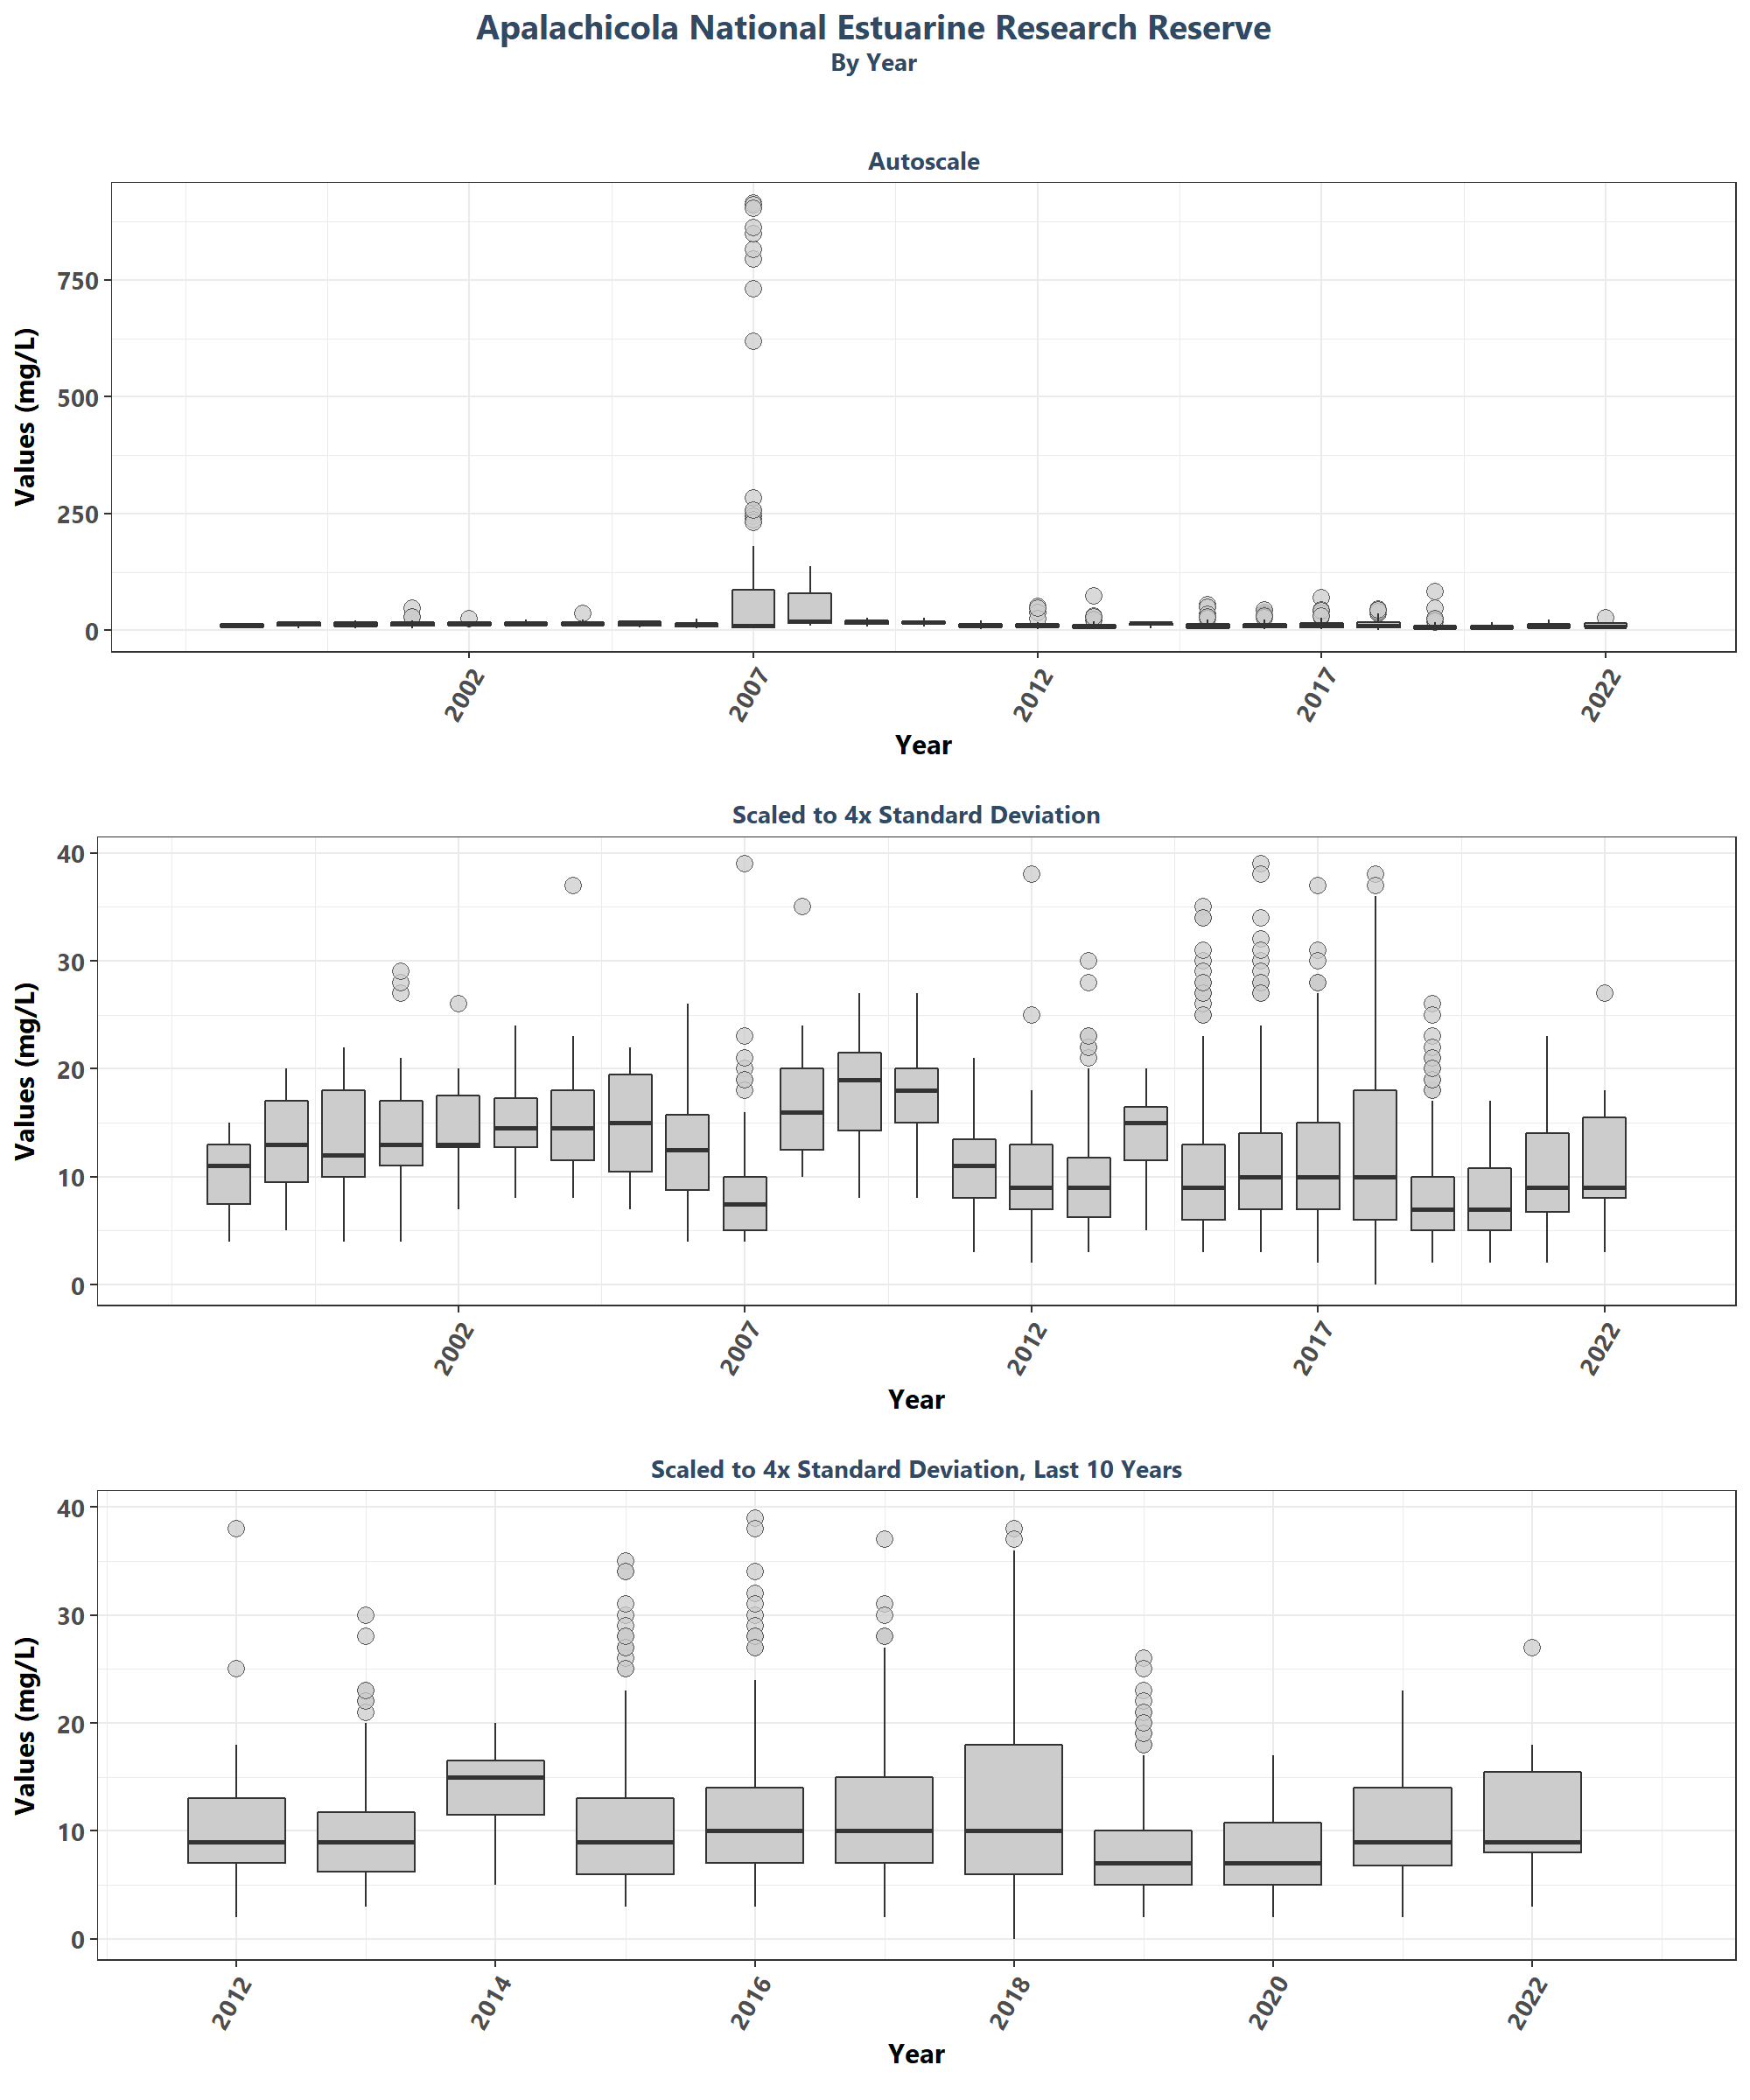 Apalachicola National Estuarine Research Reserve
By Year
Autoscale
Values (mg/L)
750
500
250
0
2002
2007
2012
2017
2022
Year
Scaled to 4x Standard Deviation
Values (mg/L)
40
30
20
10
0
2002
2007
2012
2017
2022
Year
Scaled to 4x Standard Deviation, Last 10 Years
Values (mg/L)
40
30
20
10
0
2012
2014
2016
2018
2020
2022
Year